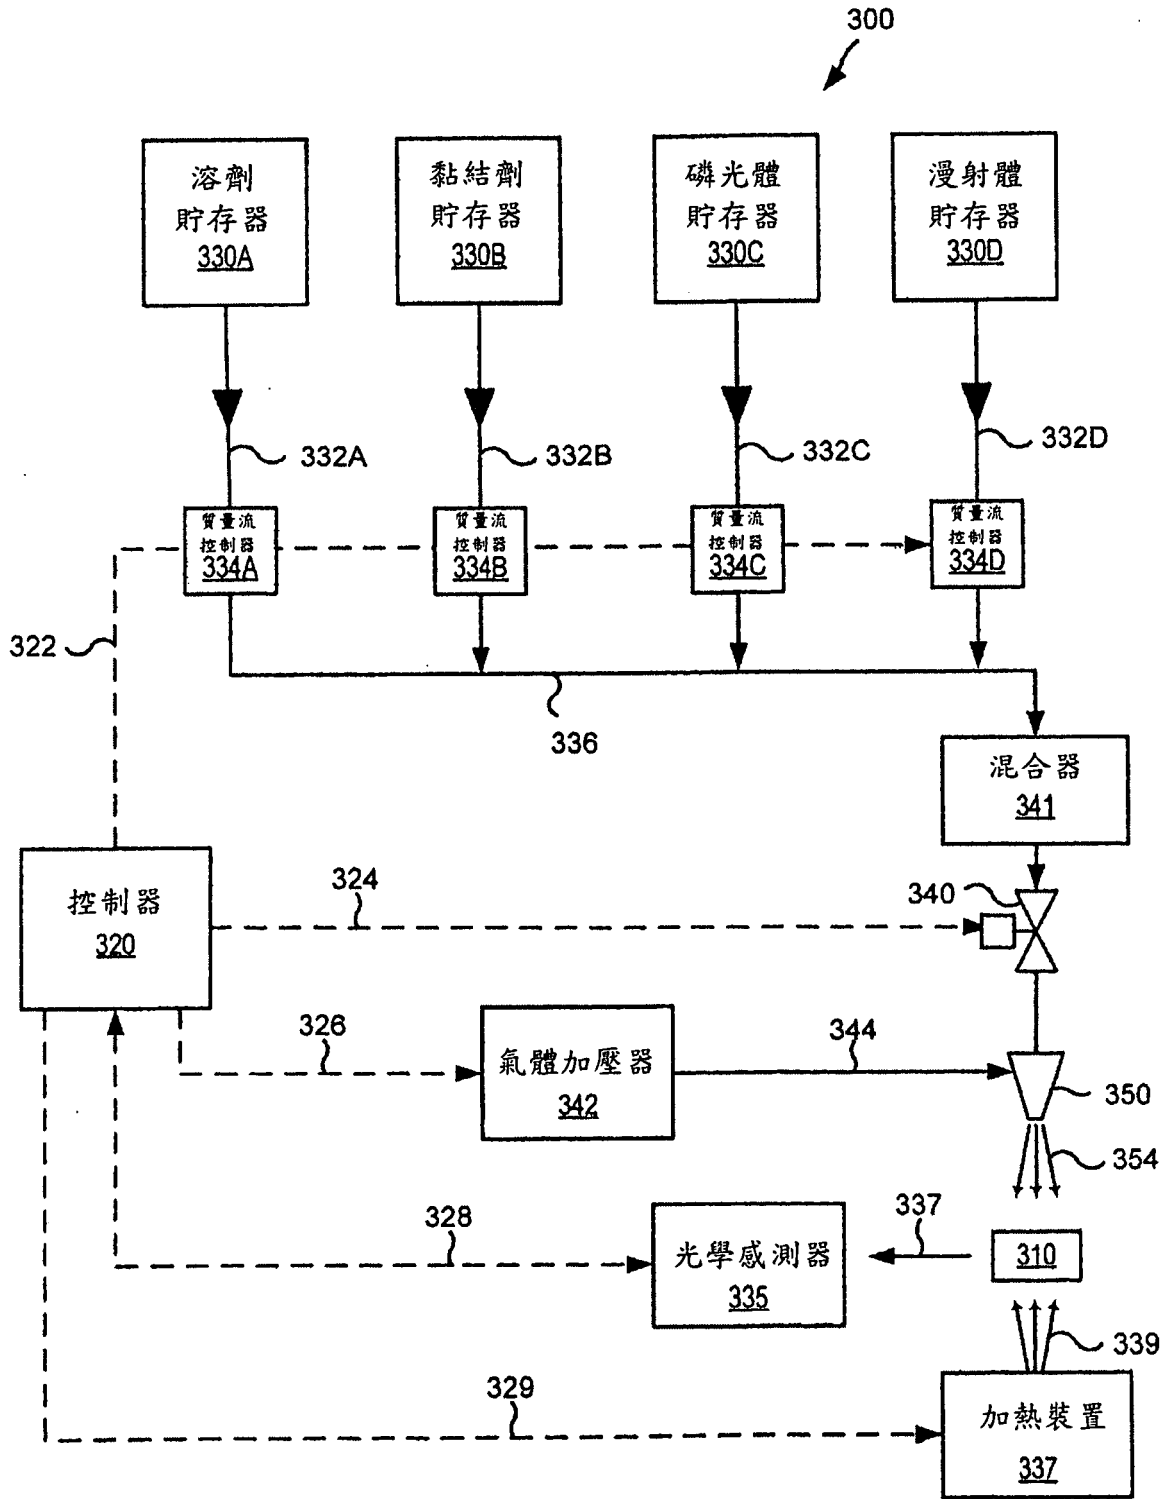 300
溶劑
貯存器
330A
黏結劑
貯存器
330B
磷光體
貯存器
330C
漫射體
貯存器
330D
332A
332B
332C
332D
質量流
控制器
334A
質量流
控制器
334B
質量流
控制器
334C
質量流
控制器
334D
322
336
混合器
341
控制器
320
324
340
326
氣體加壓器
342
344
350
354
328
光學感測器
335
337
310
339
329
加熱裝置
337